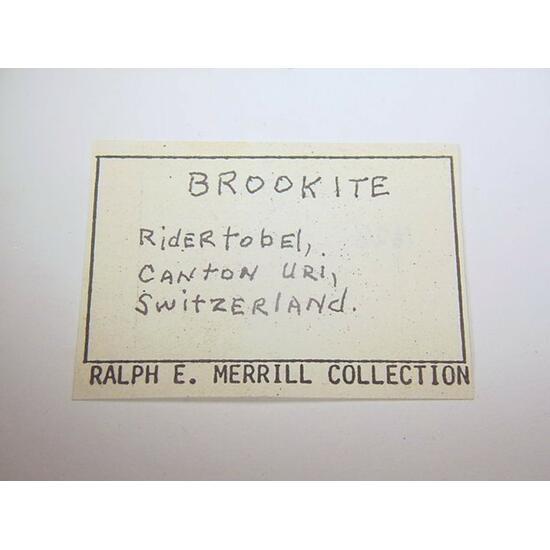 BROOKITE
Ridertobel,
CANTON URI,
SWITZERLAND.
RALPH E. MERRILL COLLECTION